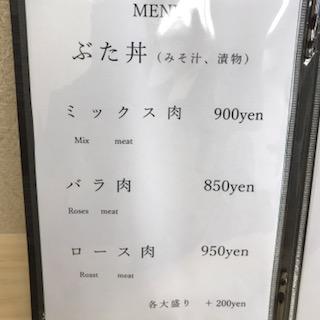 MENU
ぶた丼（みそ汁、漬物）
ミックス肉 900yen
Mix meat
バラ肉 850yen
Roses meat
ロース肉 950yen
Roast meat
各大盛り ＋200yen